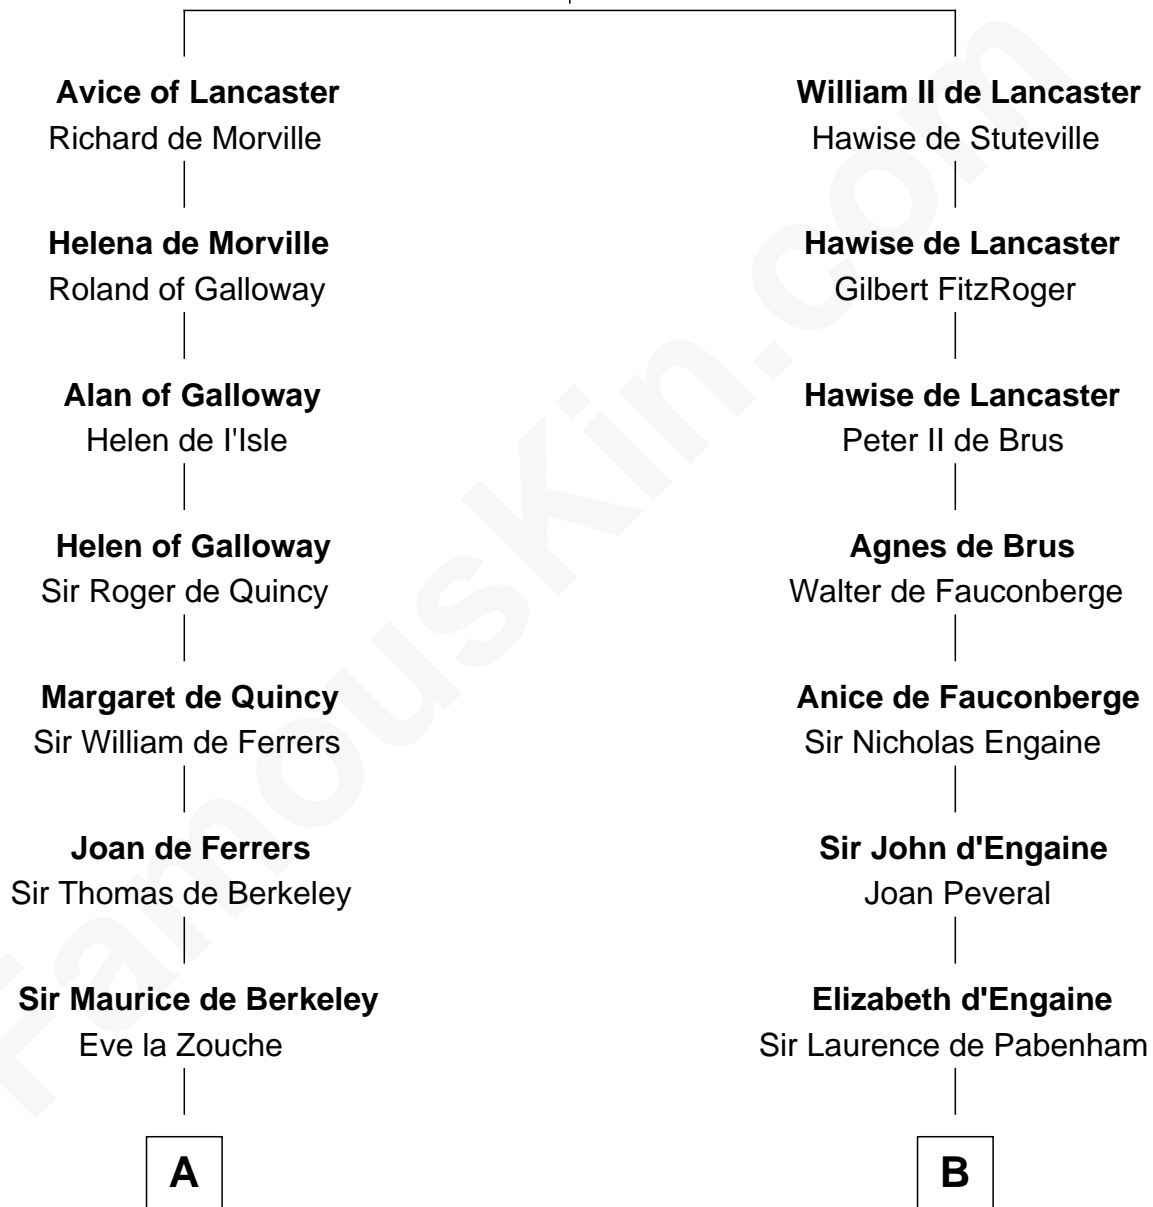 Avice of Lancaster
Richard de Morville
Helena de Morville
Roland of Galloway
Alan of Galloway
Helen de I'Isle
Helen of Galloway
Sir Roger de Quincy
Margaret de Quincy
Sir William de Ferrers
Joan de Ferrers
Sir Thomas de Berkeley
Sir Maurice de Berkeley
Eve la Zouche
A
William II de Lancaster
Hawise de Stuteville
Hawise de Lancaster
Gilbert FitzRoger
Hawise de Lancaster
Peter II de Brus
Agnes de Brus
Walter de Fauconberge
Anice de Fauconberge
Sir Nicholas Engaine
Sir John d'Engaine
Joan Peveral
Elizabeth d'Engaine
Sir Laurence de Pabenham
B
FamousKin.com